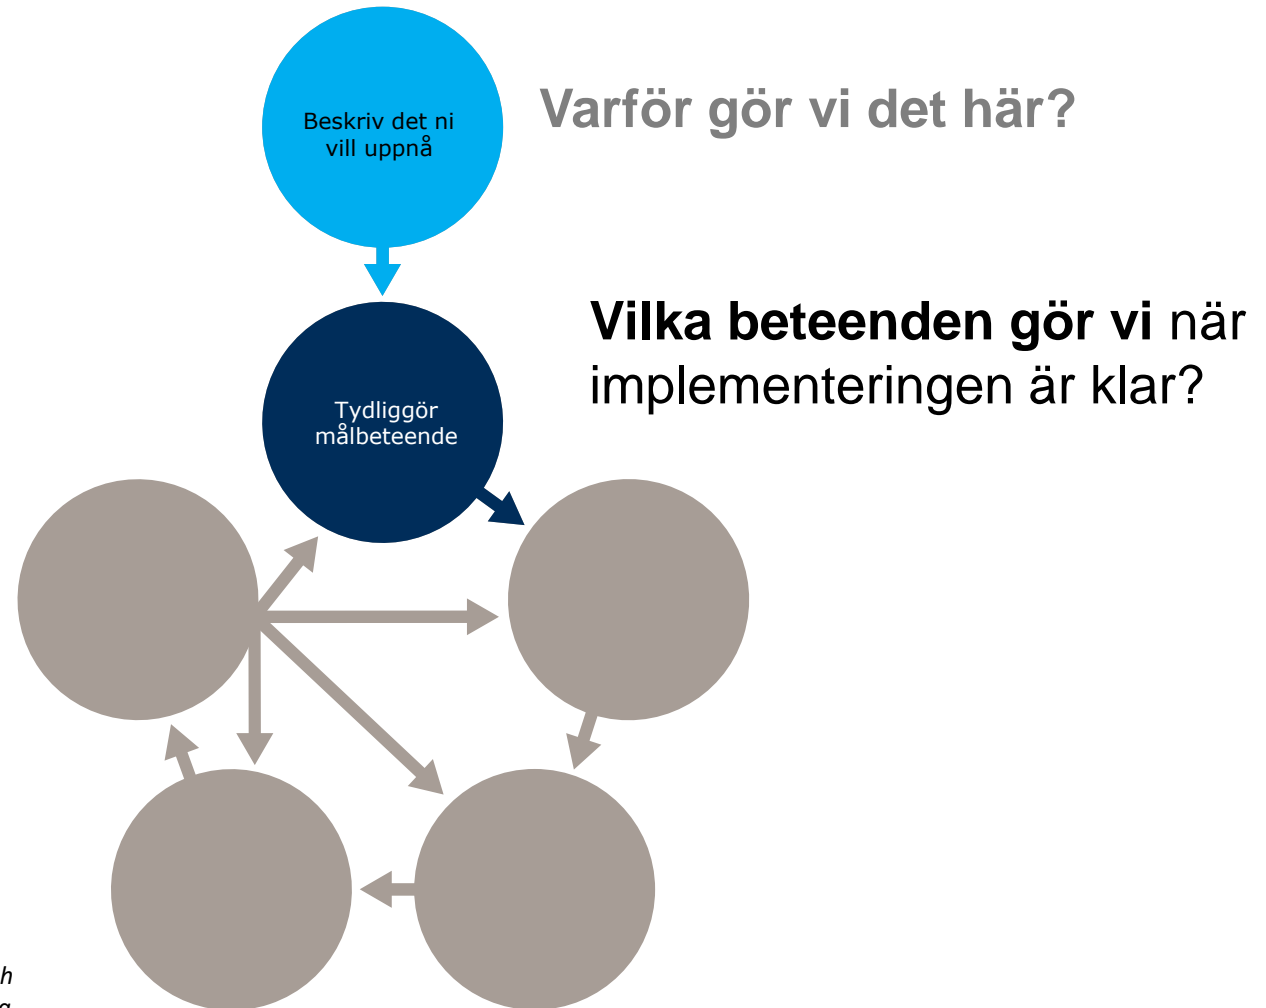 Beskriv det ni
vill uppnå
Varför gör vi det här?
Vilka beteenden gör vi när
implementeringen är klar?
Tydliggör
målbeteende